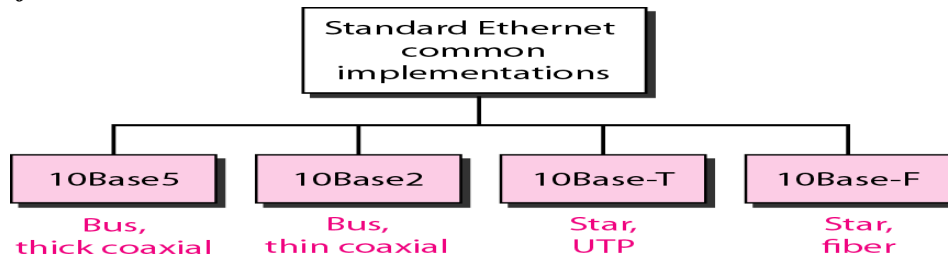 Standard Ethernet
common
implementations
10Base5
10Base2
10Base-T
10Base-F
Bus,
thick coaxial
Bus,
thin coaxial
Star,
UTP
Star,
fiber